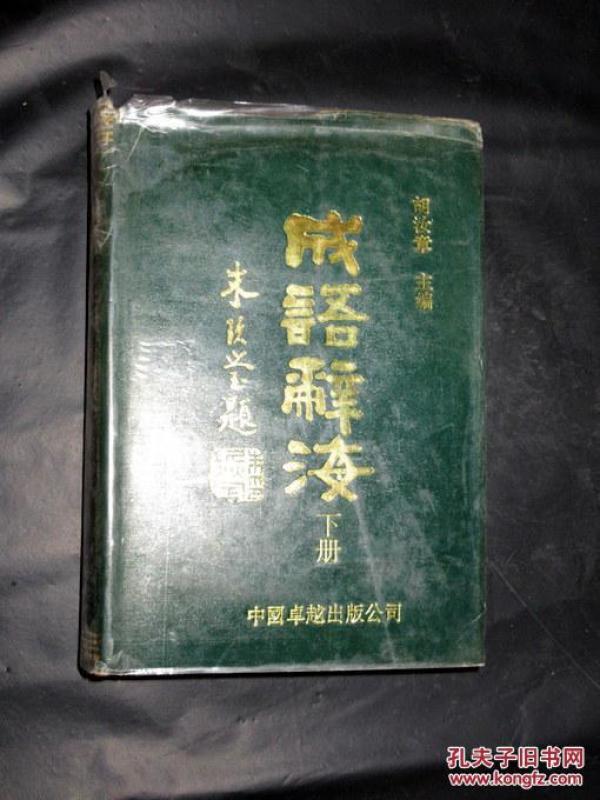 胡汝章 主编
成語辭海
下册
題
中國卓越出版公司
孔夫子旧书网
www.kongfz.com